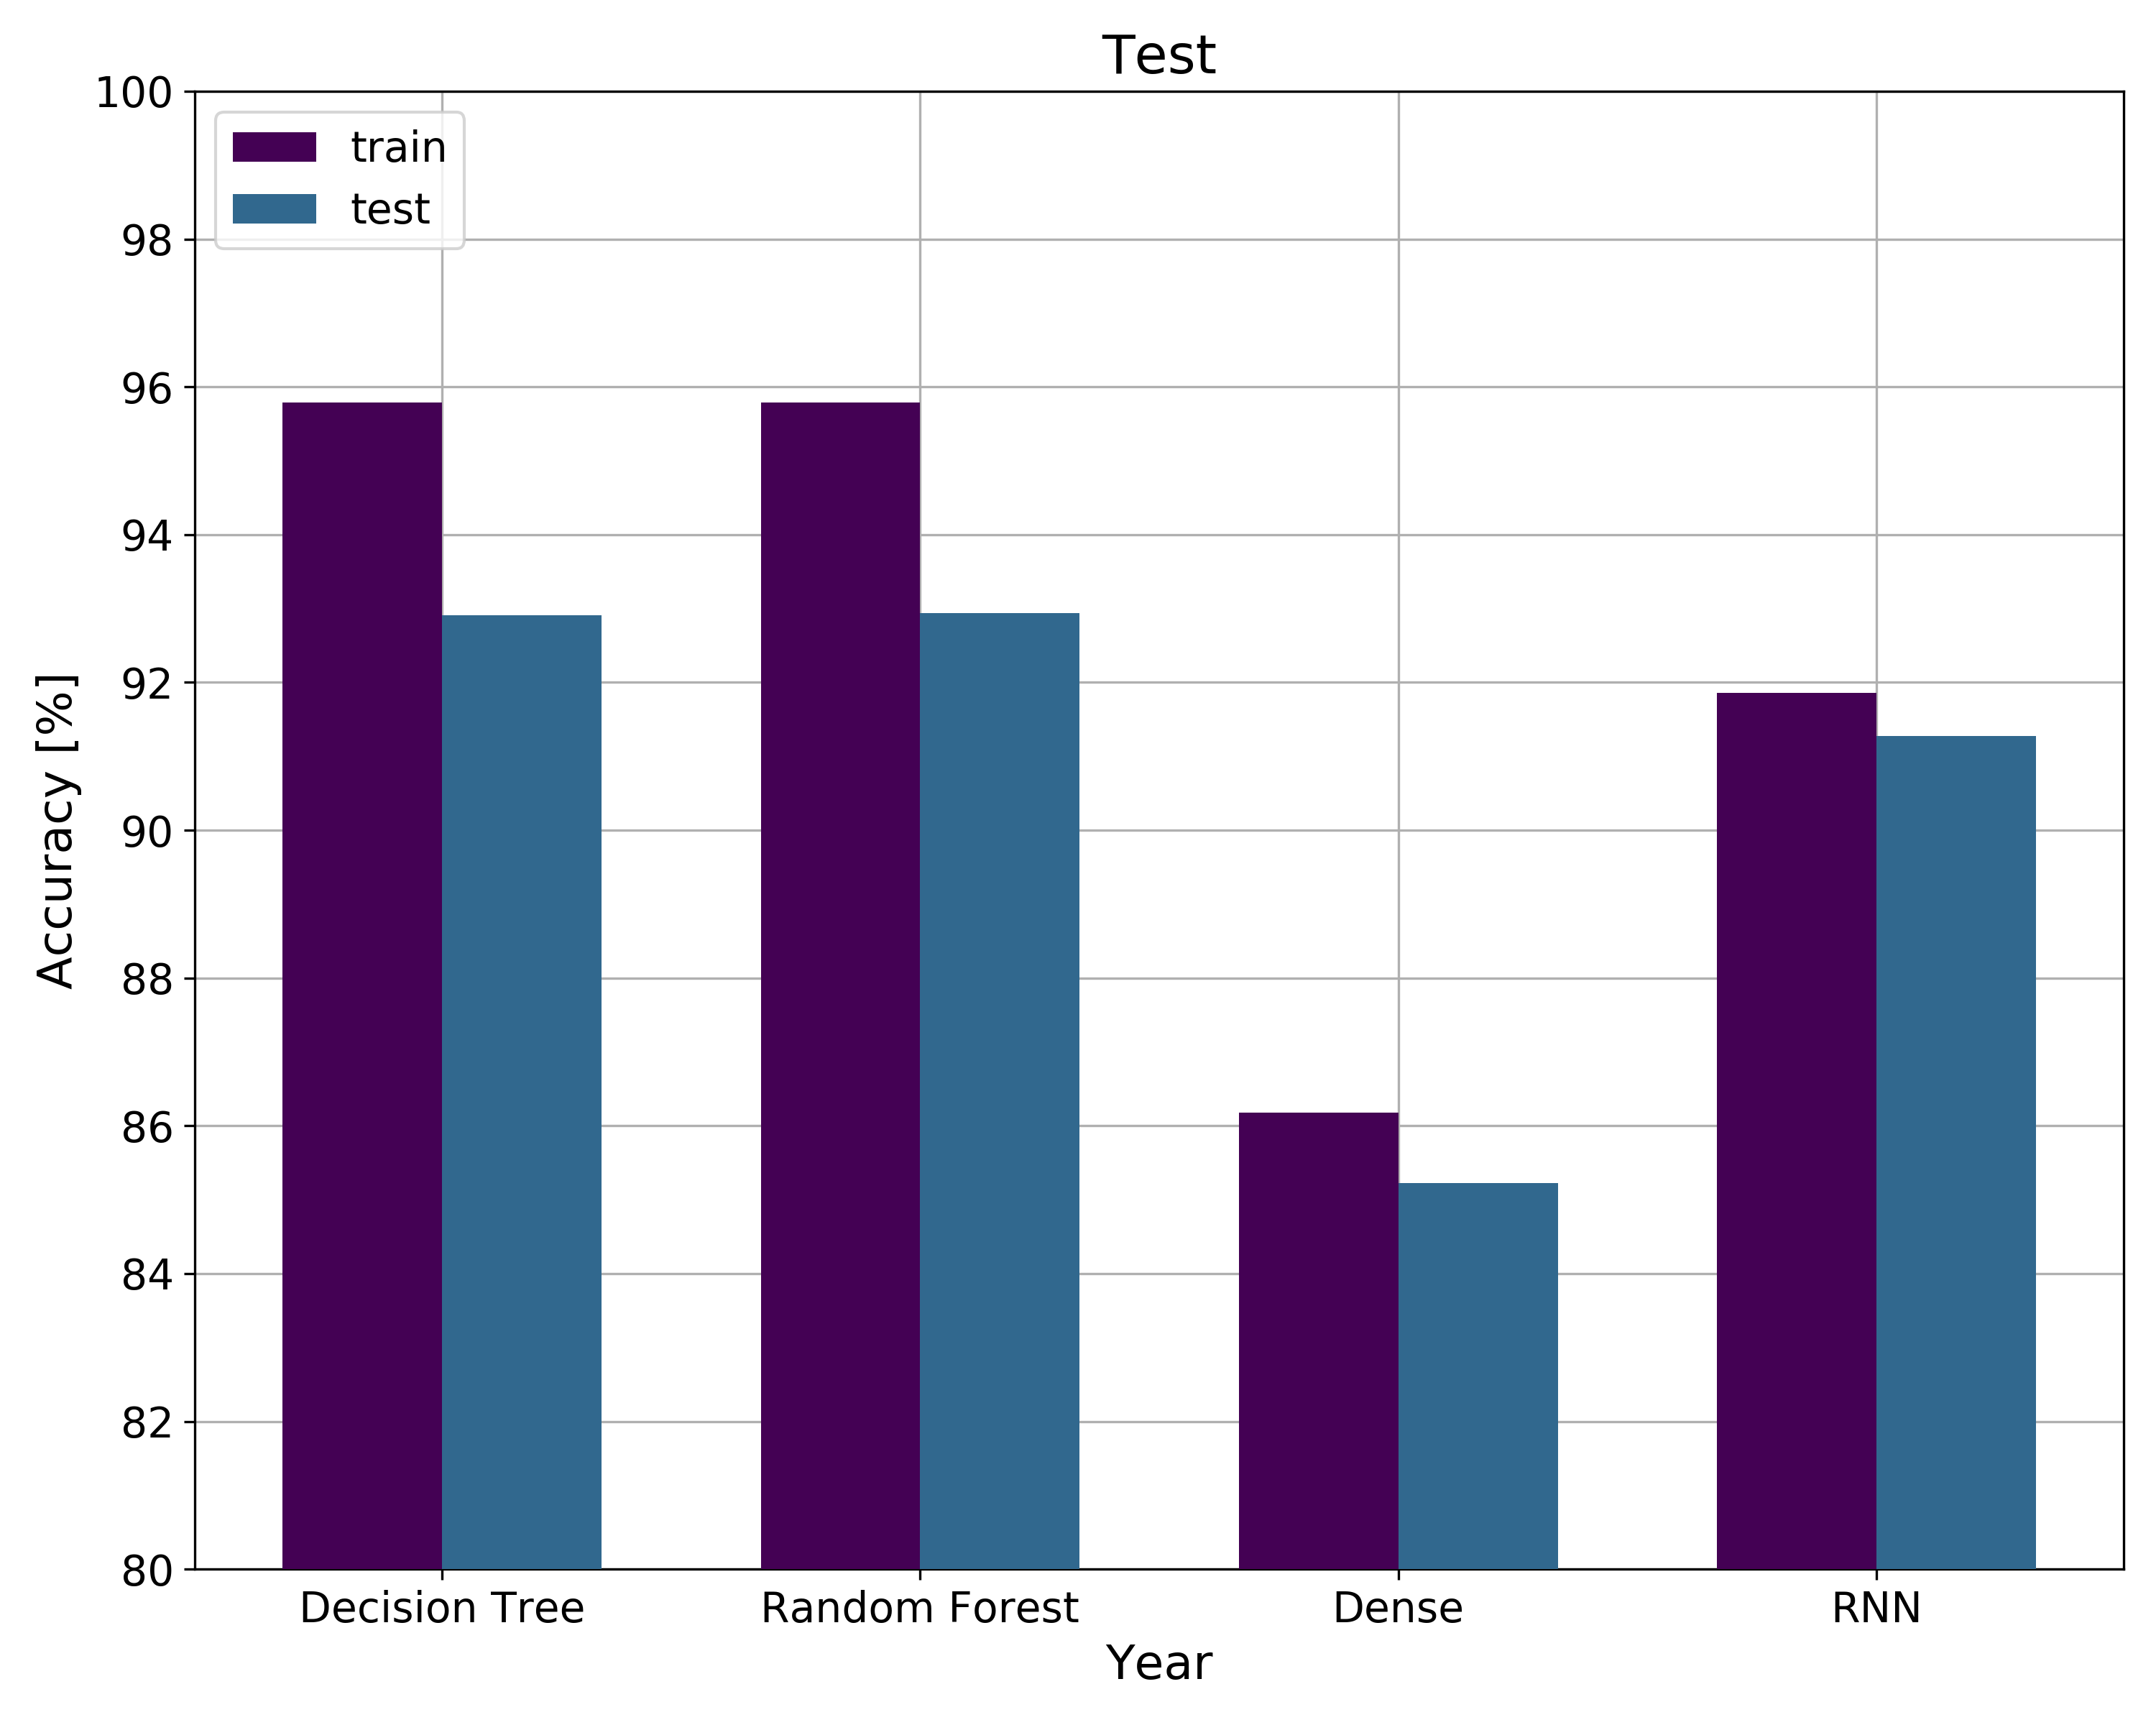 Test
100
98
96
94
92
90
88
86
84
82
80
Accuracy [%]
train
test
Decision Tree
Random Forest
Dense
RNN
Year